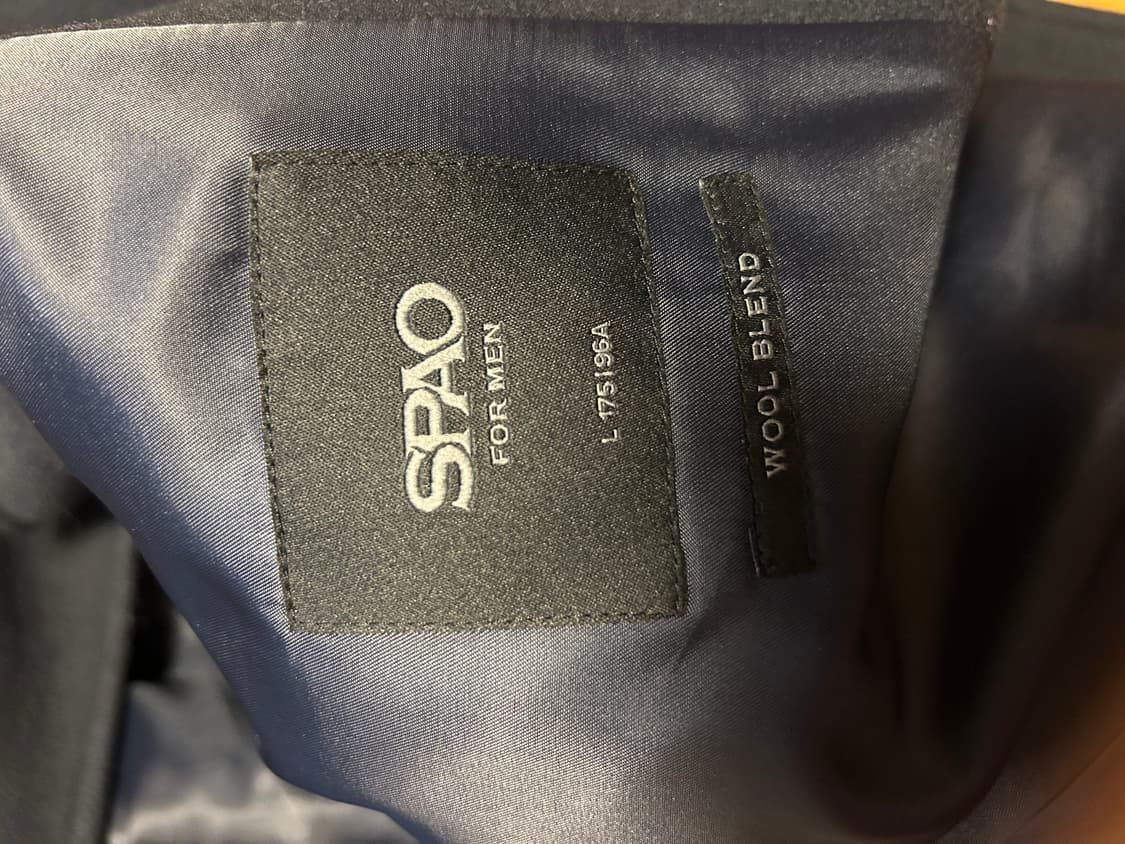 SPAO
FOR MEN
L 175 | 96A
WOOL BLEND